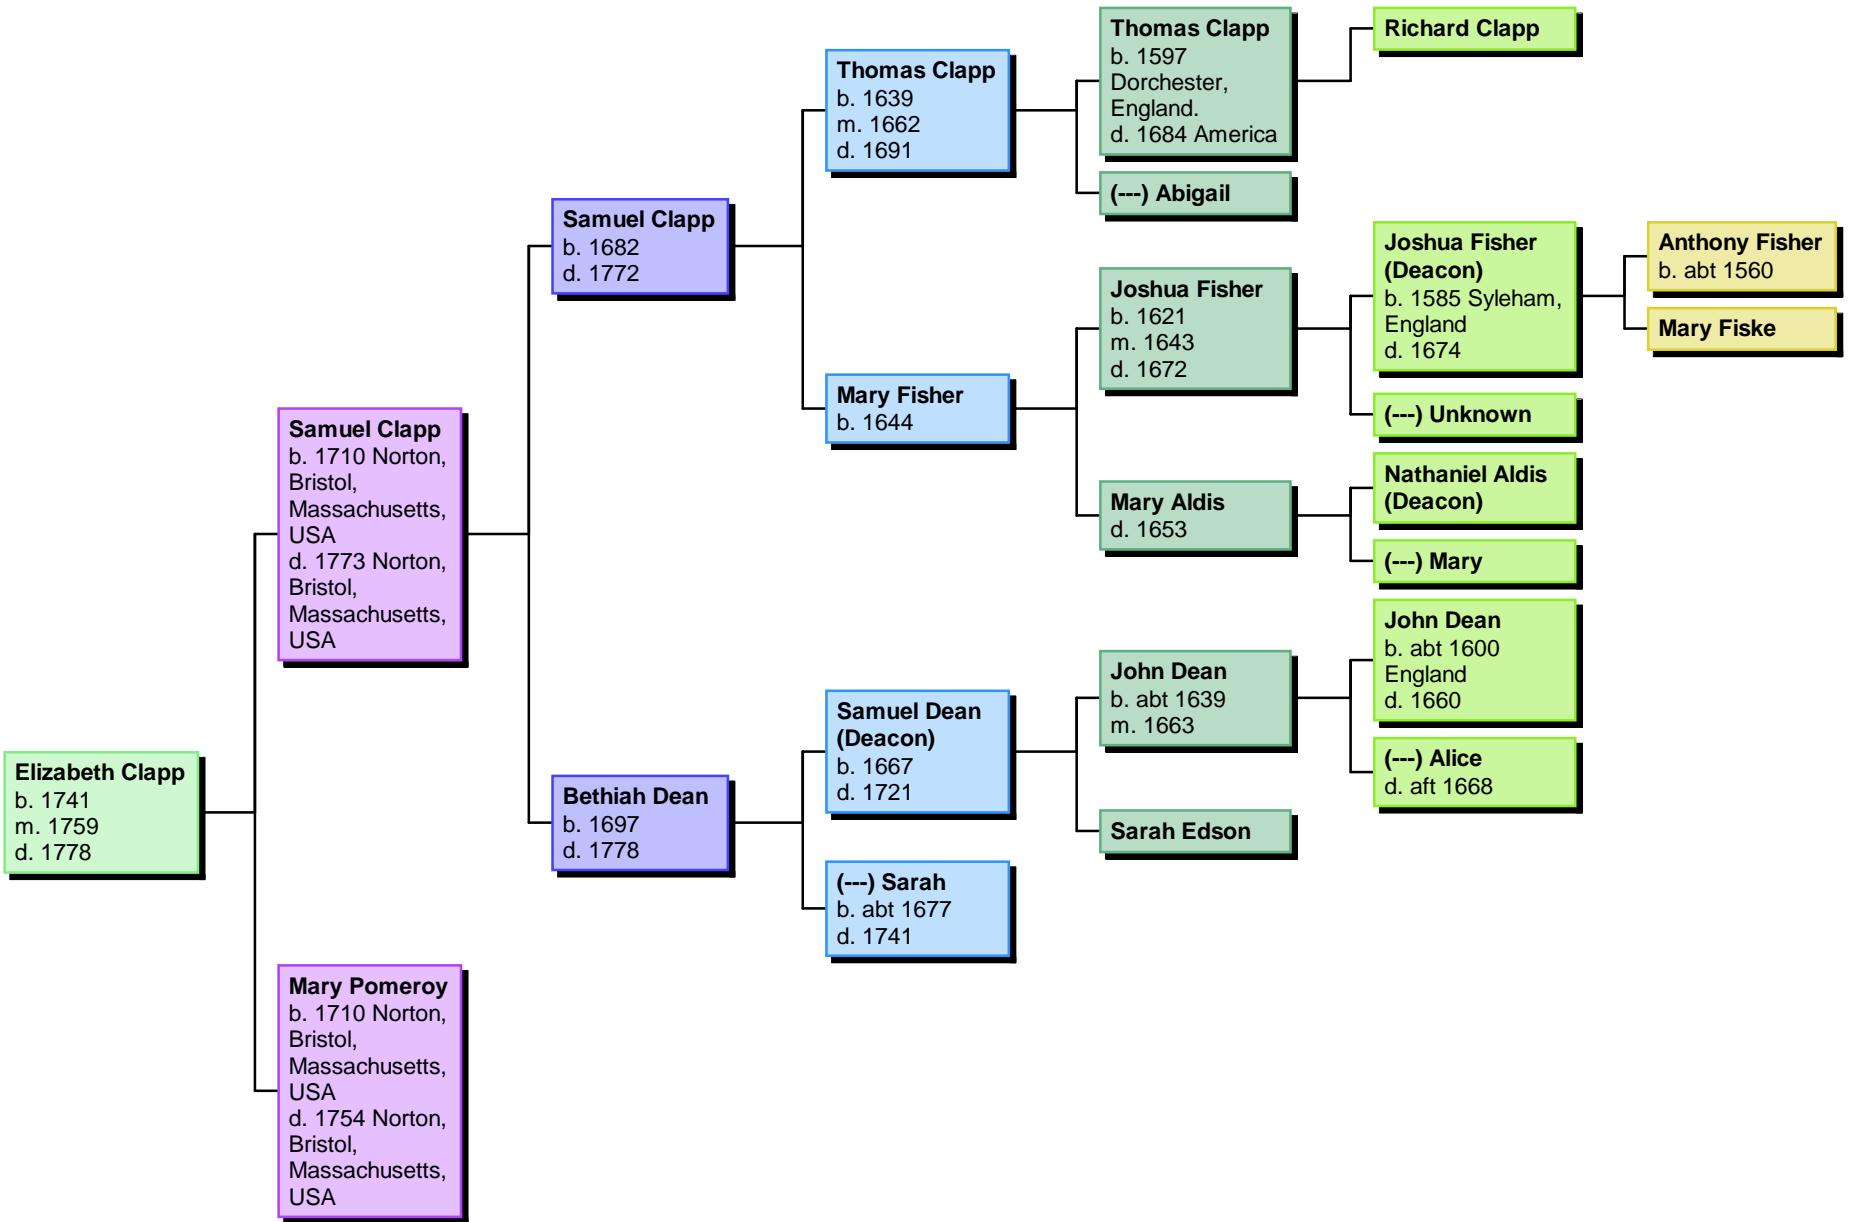 Elizabeth Clapp
b. 1741
m. 1759
d. 1778
Samuel Clapp
b. 1710 Norton,
Bristol,
Massachusetts,
USA
d. 1773 Norton,
Bristol,
Massachusetts,
USA
Mary Pomeroy
b. 1710 Norton,
Bristol,
Massachusetts,
USA
d. 1754 Norton,
Bristol,
Massachusetts,
USA
Samuel Clapp
b. 1682
d. 1772
Bethiah Dean
b. 1697
d. 1778
Thomas Clapp
b. 1639
m. 1662
d. 1691
Mary Fisher
b. 1644
Samuel Dean
(Deacon)
b. 1667
d. 1721
(---) Sarah
b. abt 1677
d. 1741
Thomas Clapp
b. 1597
Dorchester,
England.
d. 1684 America
(---) Abigail
Joshua Fisher
b. 1621
m. 1643
d. 1672
Mary Aldis
d. 1653
John Dean
b. abt 1639
m. 1663
Sarah Edson
Richard Clapp
Joshua Fisher
(Deacon)
b. 1585 Syleham,
England
d. 1674
(---) Unknown
Nathaniel Aldis
(Deacon)
(---) Mary
John Dean
b. abt 1600
England
d. 1660
(---) Alice
d. aft 1668
Anthony Fisher
b. abt 1560
Mary Fiske